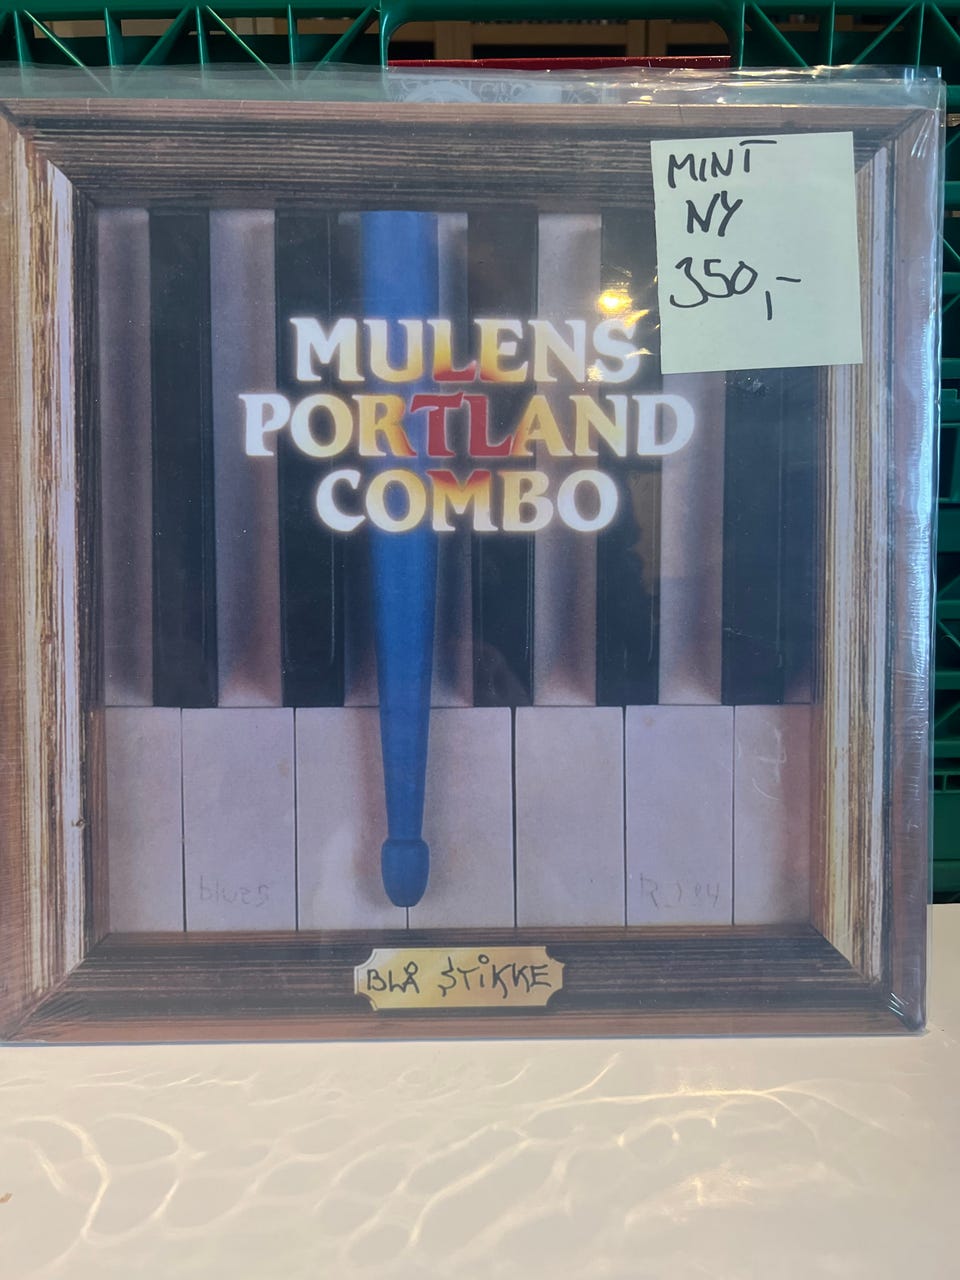 MINT
NY
350,-
MULENS
PORTLAND
COMBO
blues
BLÅ STIKKE